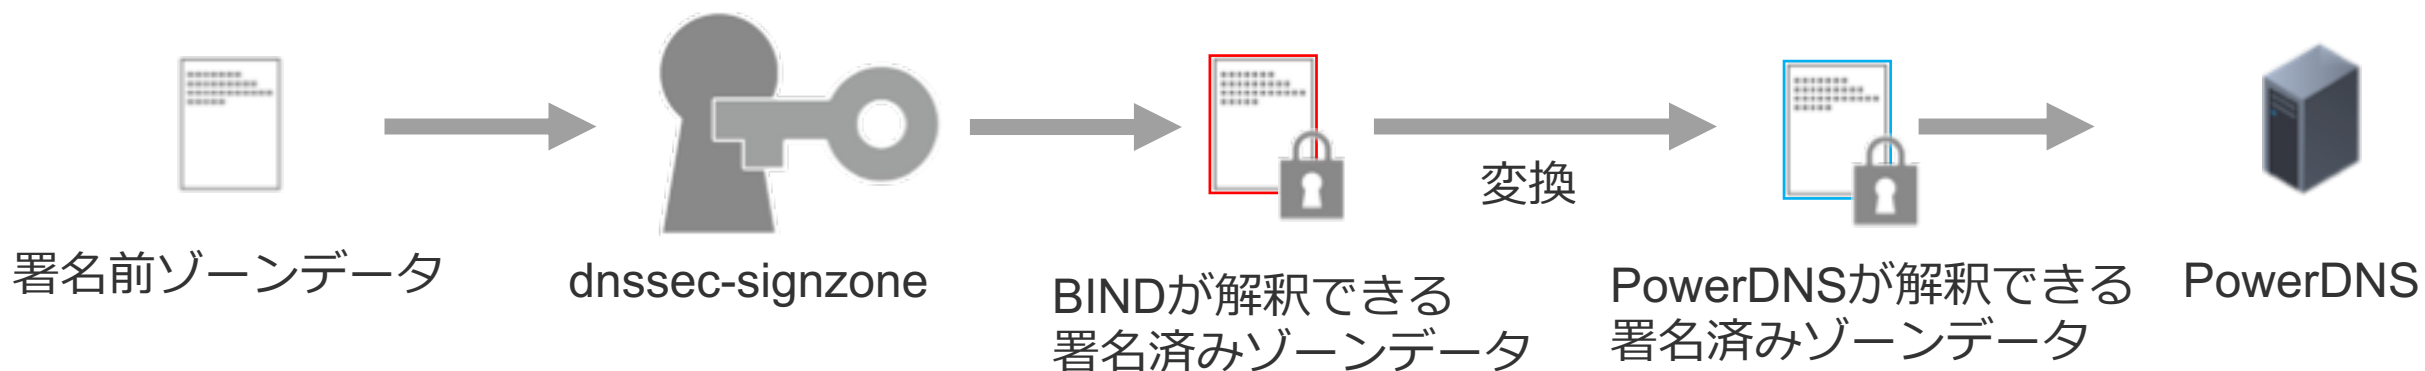 変換
署名前ゾーンデータ
dnssec-signzone
BINDが解釈できる
署名済みゾーンデータ
PowerDNSが解釈できる
署名済みゾーンデータ
PowerDNS